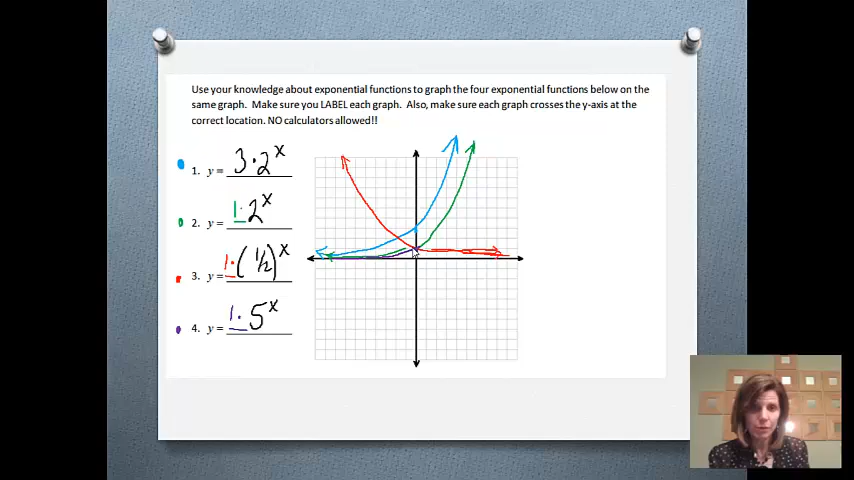 Use your knowledge about exponential functions to graph the four exponential functions below on the
same graph. Make sure you LABEL each graph. Also, make sure each graph crosses the y-axis at the
correct location. NO calculators allowed!!
1. y = 3·2^x
2. y = 1·2^x
3. y = 1·(1/2)^x
4. y = 1·5^x